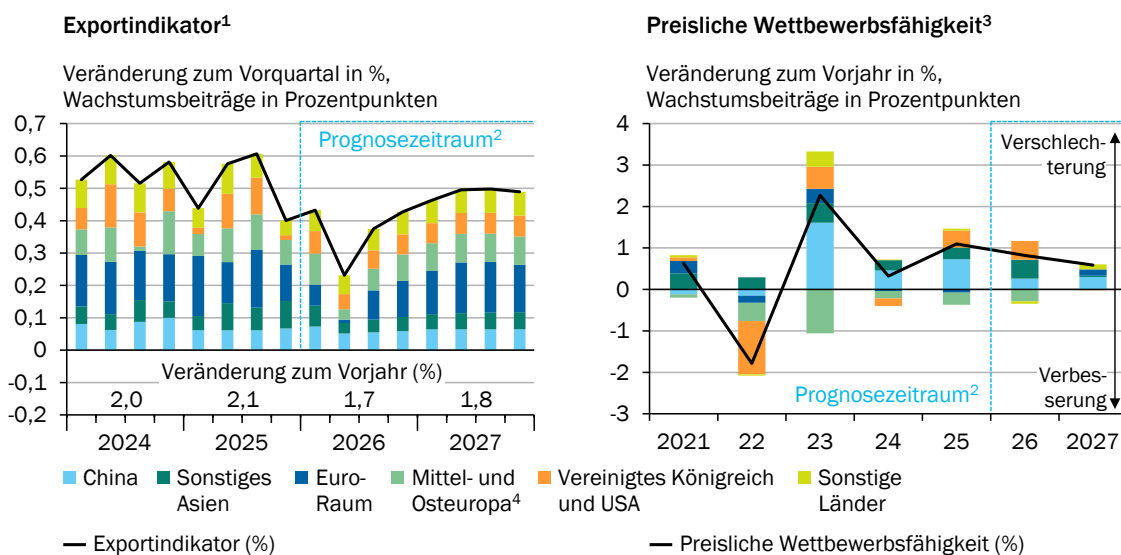 Exportindikator¹
Veränderung zum Vorquartal in %,
Wachstumsbeiträge in Prozentpunkten
0,7
0,6
0,5
0,4
0,3
0,2
0,1
0
-0,1
-0,2
Prognosezeitraum²
Veränderung zum Vorjahr (%)
2,0 2,1 1,7 1,8
2024 2025 2026 2027
Preisliche Wettbewerbsfähigkeit³
Veränderung zum Vorjahr in %,
Wachstumsbeiträge in Prozentpunkten
4
3
2
1
0
-1
-2
-3
Verschlech-
terung
Prognosezeitraum²
Verbes-
serung
2021 22 23 24 25 26 2027
China
Sonstiges
Asien
Euro-
Raum
Mittel- und
Osteuropa⁴
Vereinigtes Königreich
und USA
Sonstige
Länder
Exportindikator (%)
Preisliche Wettbewerbsfähigkeit (%)